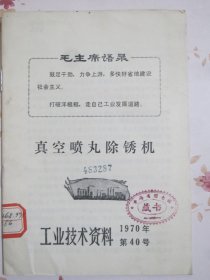 毛主席语录
鼓足干劲，力争上游，多快好省地建设
社会主义。
打破洋框框，走自己工业发展道路。
真空喷丸除锈机
483287
藏书
工业技术资料
1970年
第40号